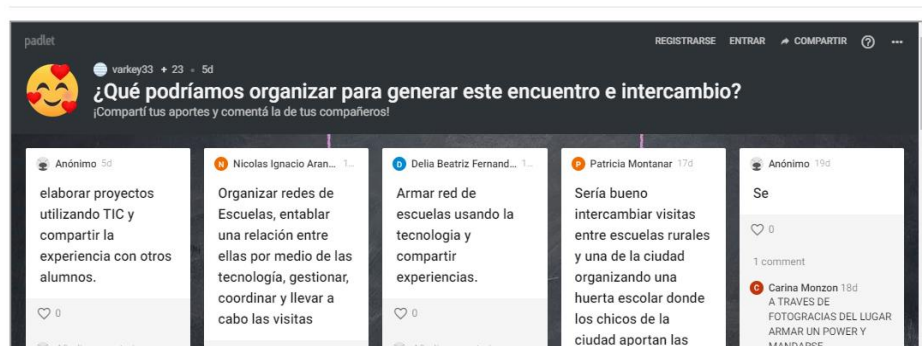 padlet
REGISTRARSE ENTRAR COMPARTIR
varkey33 + 23 • 5d
¿Qué podríamos organizar para generar este encuentro e intercambio?
¡Compartí tus aportes y comentá la de tus compañeros!
Anónimo 5d
elaborar proyectos
utilizando TIC y
compartir la
experiencia con otros
alumnos.
0
Nicolas Ignacio Aran... 1...
Organizar redes de
Escuelas, entablar
una relación entre
ellas por medio de las
tecnología, gestionar,
coordinar y llevar a
cabo las visitas
Delia Beatriz Fernand... 1...
Armar red de
escuelas usando la
tecnologia y
compartir
experiencias.
0
Patricia Montanar 17d
Sería bueno
intercambiar visitas
entre escuelas rurales
y una de la ciudad
organizando una
huerta escolar donde
los chicos de la
ciudad aportan las
Anónimo 19d
Se
0
1 comment
Carina Monzon 18d
A TRAVES DE
FOTOGRACIAS DEL LUGAR
ARMAR UN POWER Y
MANDARSE